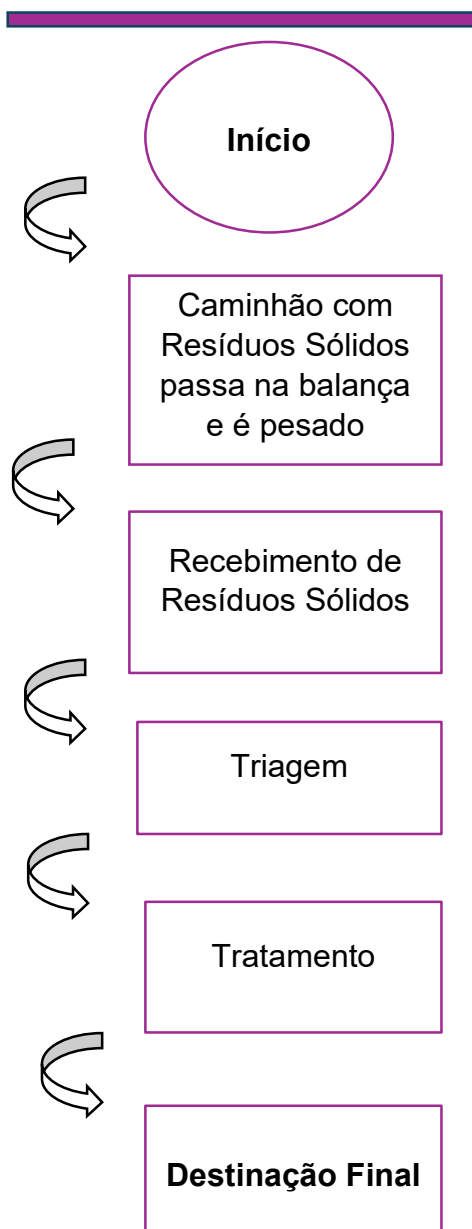 Início
Caminhão com
Resíduos Sólidos
passa na balança
e é pesado
Recebimento de
Resíduos Sólidos
Triagem
Tratamento
Destinação Final